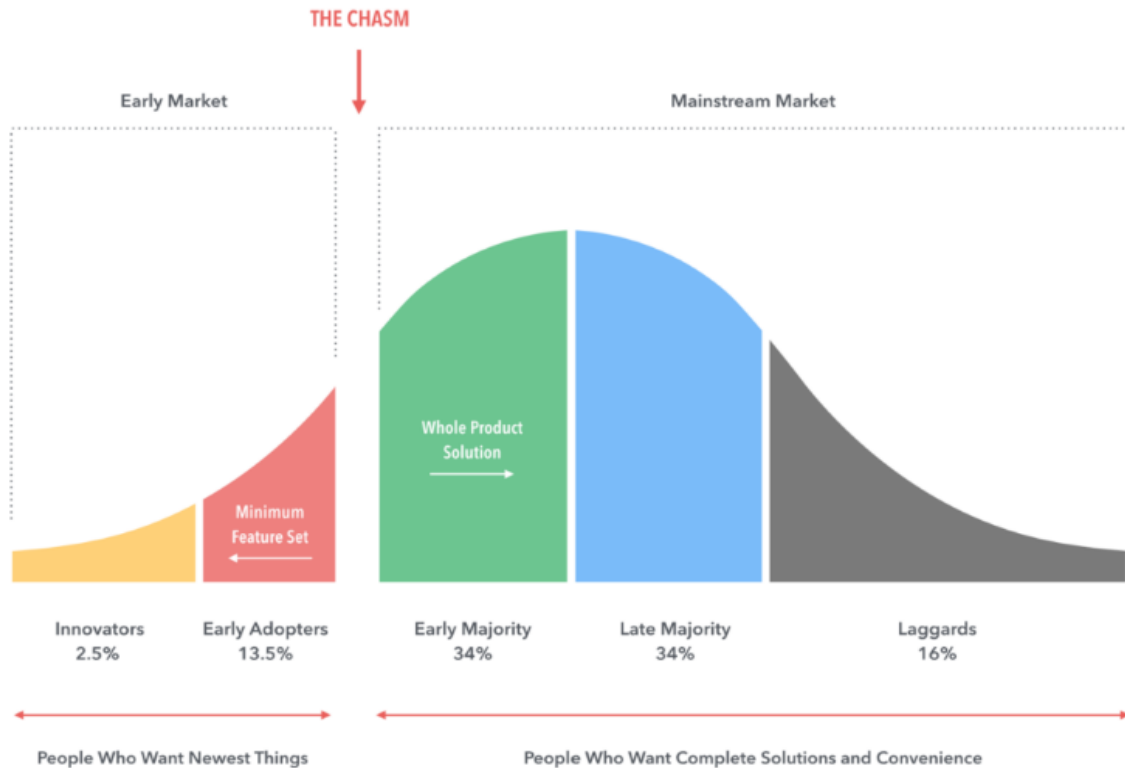 THE CHASM
Early Market
Mainstream Market
Whole Product
Solution
Minimum
Feature Set
Innovators
2.5%
Early Adopters
13.5%
Early Majority
34%
Late Majority
34%
Laggards
16%
People Who Want Newest Things
People Who Want Complete Solutions and Convenience